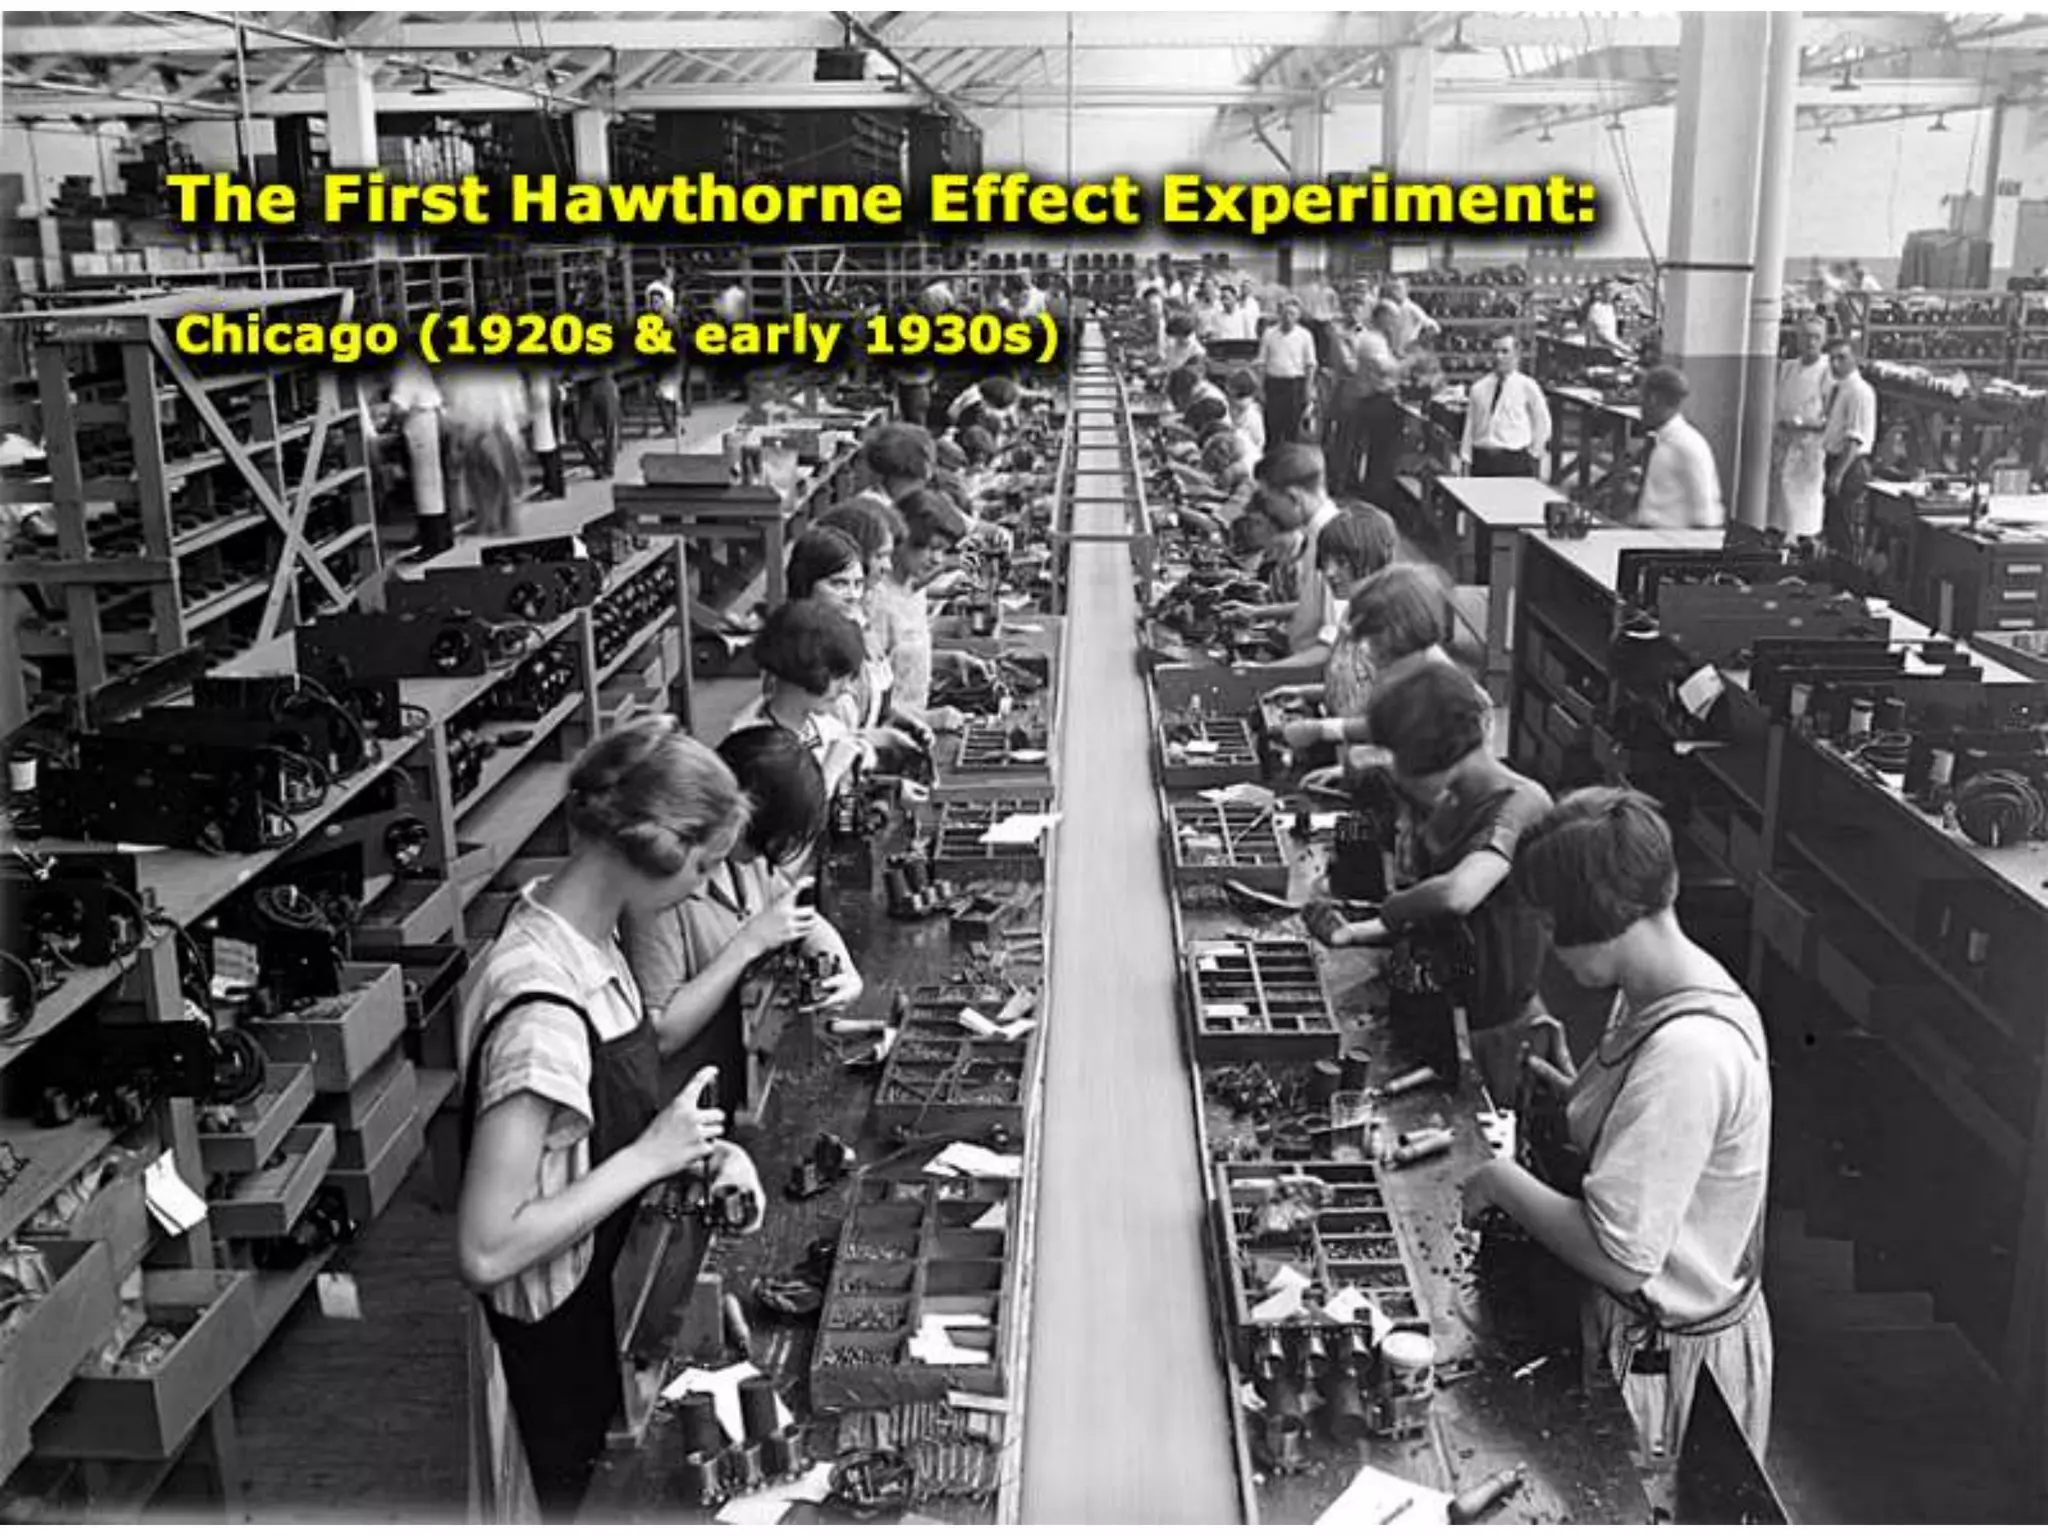 The First Hawthorne Effect Experiment:
Chicago (1920s & early 1930s)